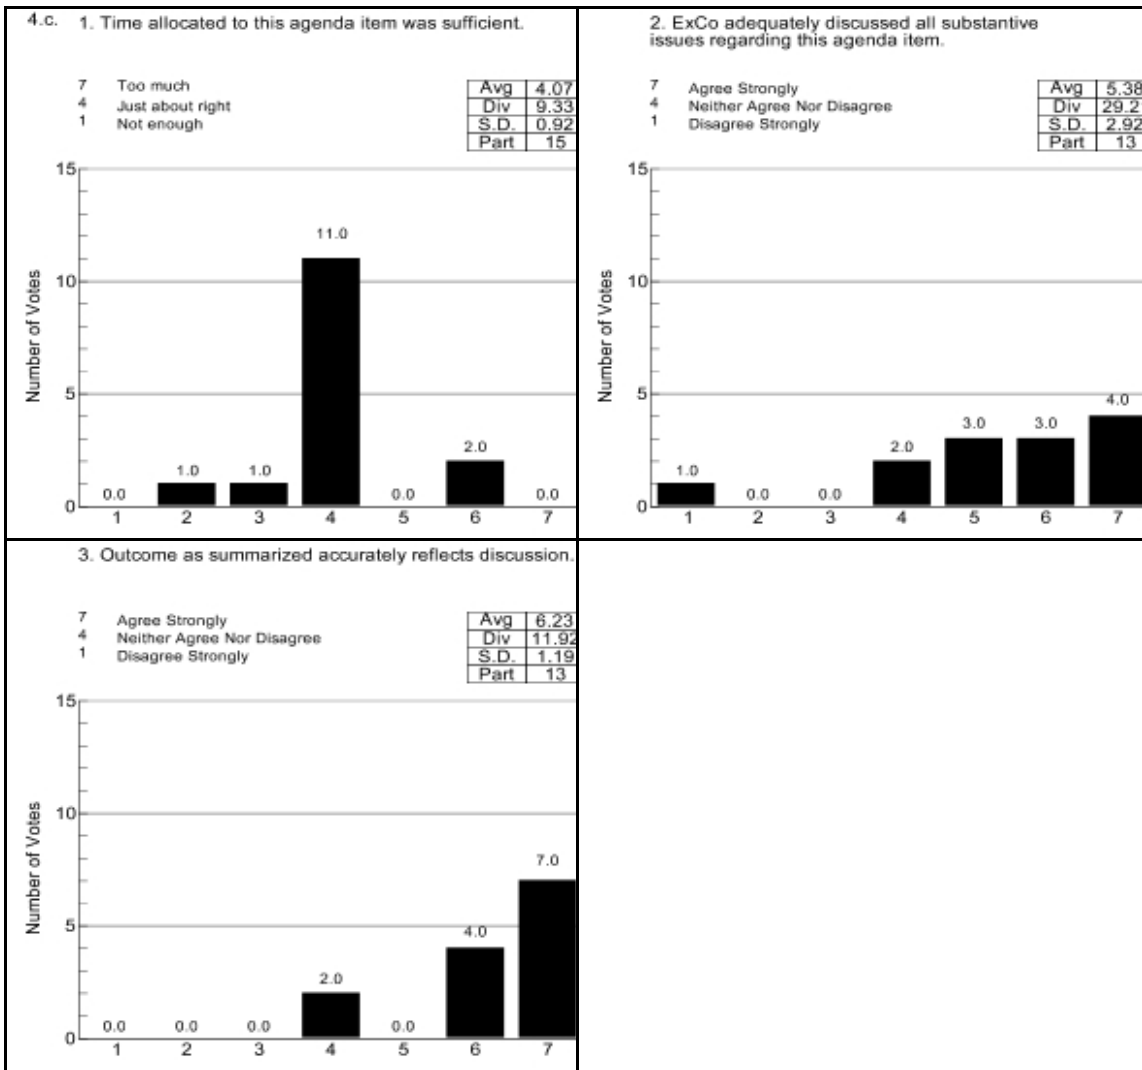 4.c. 1. Time allocated to this agenda item was sufficient.
7 Too much
4 Just about right
1 Not enough
Avg 4.07
Div 9.33
S.D. 0.92
Part 15
Number of Votes
15
10
5
0
0.0 1.0 1.0 11.0 0.0 2.0 0.0
1 2 3 4 5 6 7
2. ExCo adequately discussed all substantive
issues regarding this agenda item.
7 Agree Strongly
4 Neither Agree Nor Disagree
1 Disagree Strongly
Avg 5.38
Div 29.2
S.D. 2.92
Part 13
Number of Votes
15
10
5
0
1.0 0.0 0.0 2.0 3.0 3.0 4.0
1 2 3 4 5 6 7
3. Outcome as summarized accurately reflects discussion.
7 Agree Strongly
4 Neither Agree Nor Disagree
1 Disagree Strongly
Avg 6.23
Div 11.92
S.D. 1.19
Part 13
Number of Votes
15
10
5
0
0.0 0.0 0.0 2.0 0.0 4.0 7.0
1 2 3 4 5 6 7